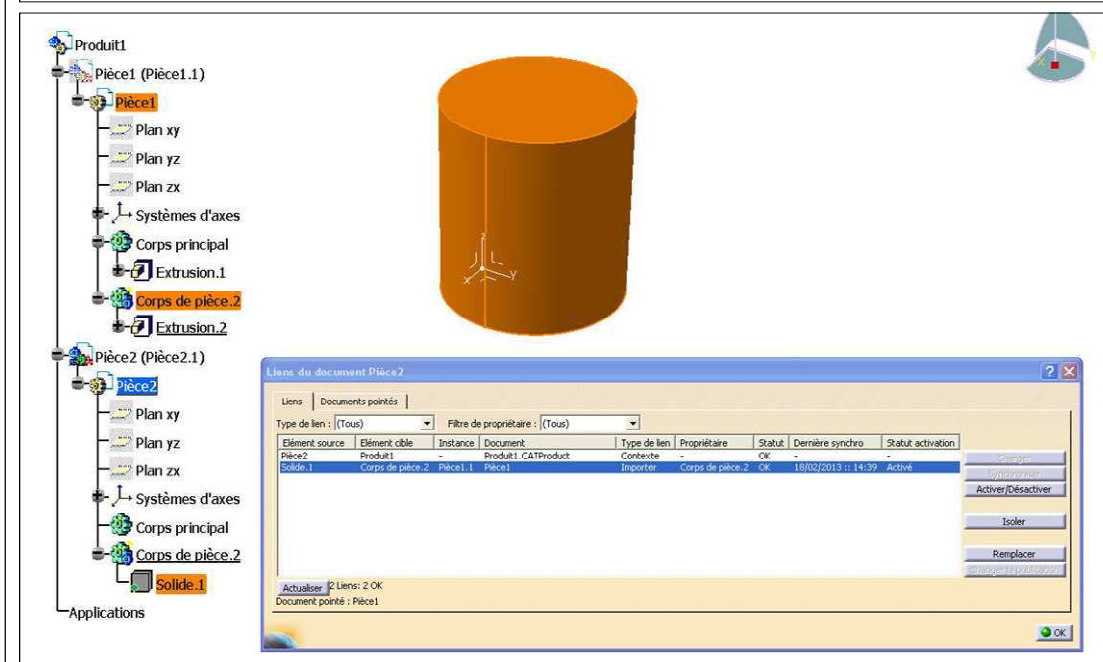 Produit1
Pièce1 (Pièce1.1)
Pièce1
Plan xy
Plan yz
Plan zx
Systèmes d'axes
Corps principal
Extrusion.1
Corps de pièce.2
Extrusion.2
Pièce2 (Pièce2.1)
Pièce2
Plan xy
Plan yz
Plan zx
Systèmes d'axes
Corps principal
Corps de pièce.2
Solide.1
Applications
z
x y
x
Liens du document Pièce2
Liens Documents pointés
Type de lien : (Tous) Filtre de propriétaire : (Tous)
Elément source Elément cible Instance Document Type de lien Propriétaire Statut Dernière synchro Statut activation
Pièce2 Produit1 - Produit1.CATProduct Contexte - OK - -
Solide.1 Corps de pièce.2 Pièce1.1 Pièce1 Importer Corps de pièce.2 OK 18/02/2013 :: 14:39 Activé
Charger
Synchroniser
Activer/Désactiver
Isoler
Remplacer
Actualiser 2 Liens: 2 OK
Document pointé : Pièce1
OK